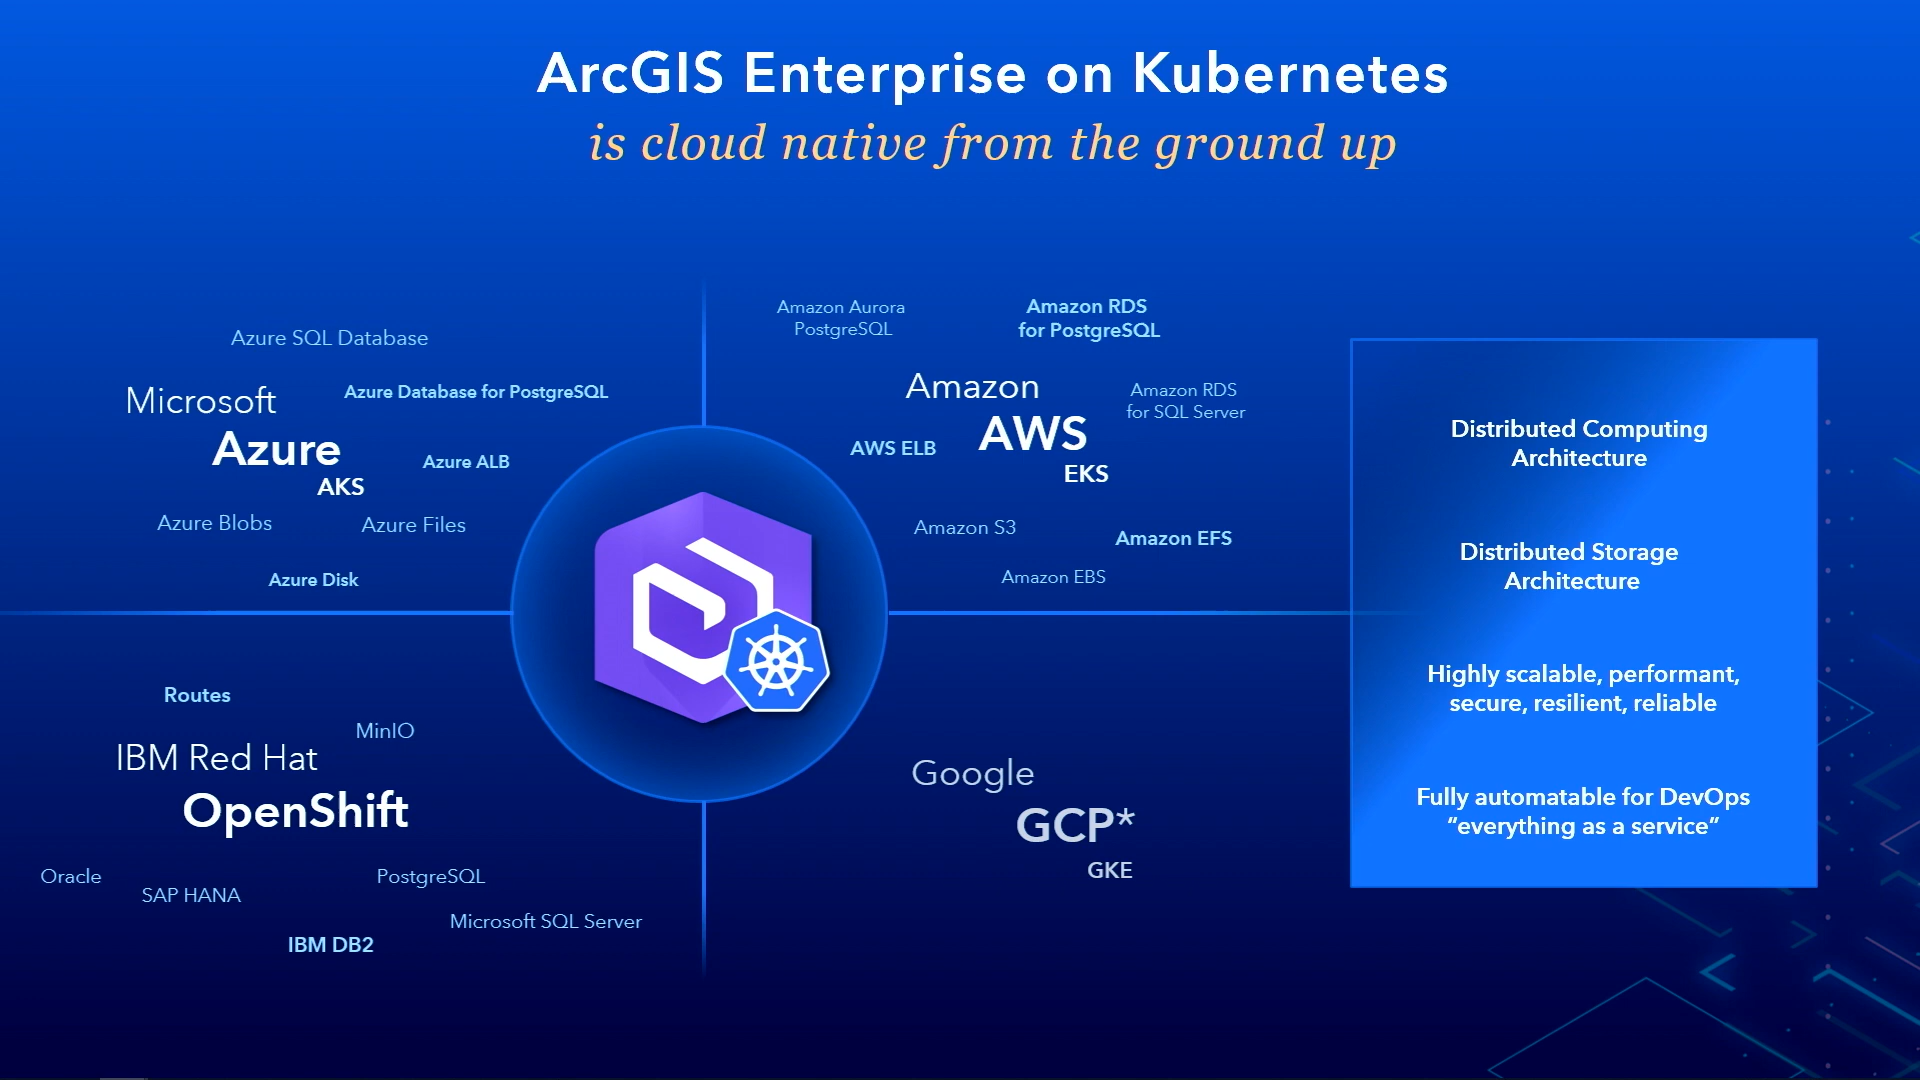 ArcGIS Enterprise on Kubernetes
is cloud native from the ground up
Azure SQL Database
Microsoft
Azure
AKS
Azure Database for PostgreSQL
Azure ALB
Azure Blobs
Azure Files
Azure Disk
Amazon Aurora
PostgreSQL
Amazon RDS
for PostgreSQL
Amazon
AWS
EKS
Amazon RDS
for SQL Server
AWS ELB
Amazon S3
Amazon EFS
Amazon EBS
Routes
MinIO
IBM Red Hat
OpenShift
Oracle
SAP HANA
PostgreSQL
Microsoft SQL Server
IBM DB2
Google
GCP*
GKE
Distributed Computing
Architecture
Distributed Storage
Architecture
Highly scalable, performant,
secure, resilient, reliable
Fully automatable for DevOps
“everything as a service”